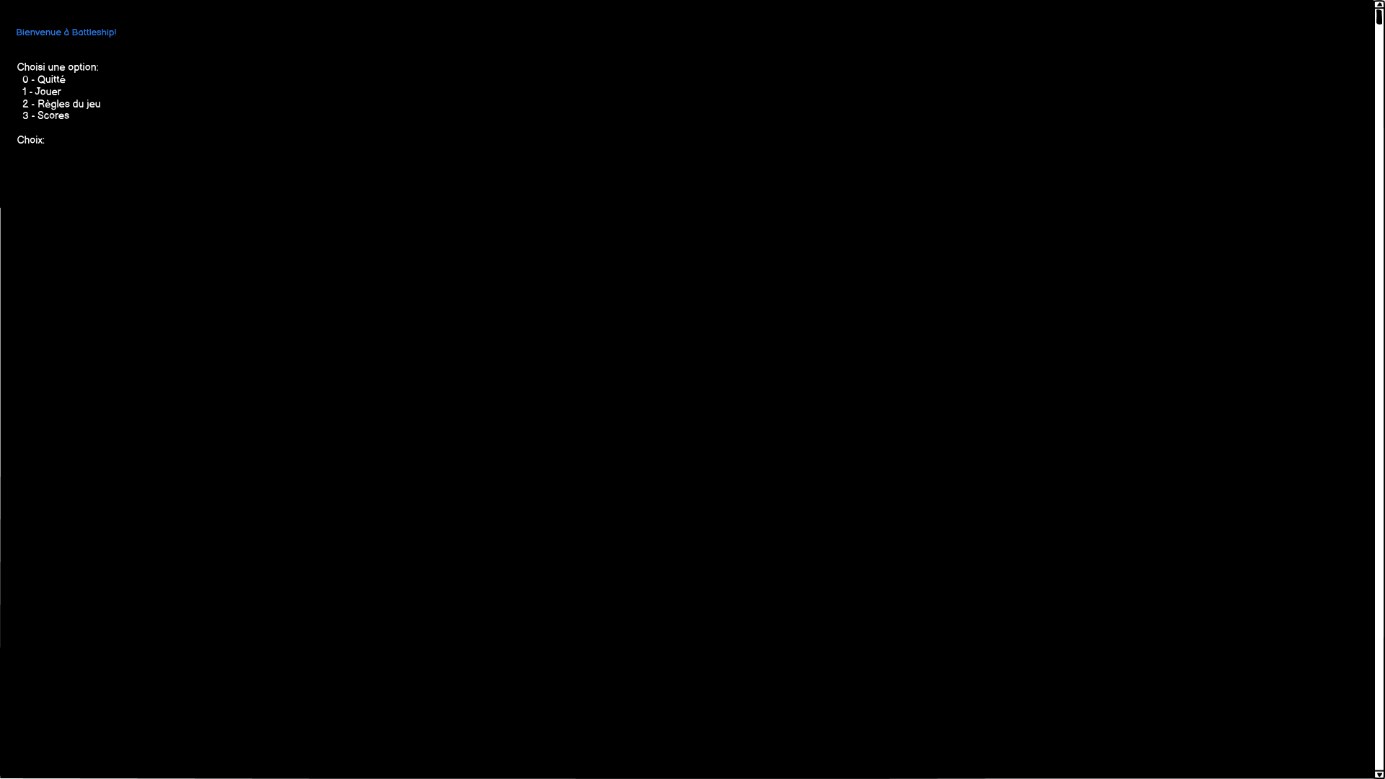 Bienvenue à Battleship!
Choisi une option:
0 - Quitté
1 - Jouer
2 - Règles du jeu
3 - Scores
Choix: